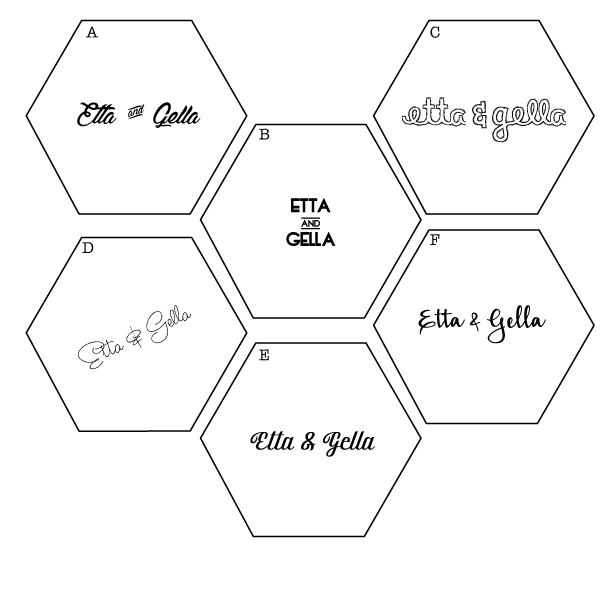 A
Etta and Gella
C
etta & gella
B
ETTA
AND
GELLA
D
Etta & Gella
F
Etta & Gella
E
Etta & Gella